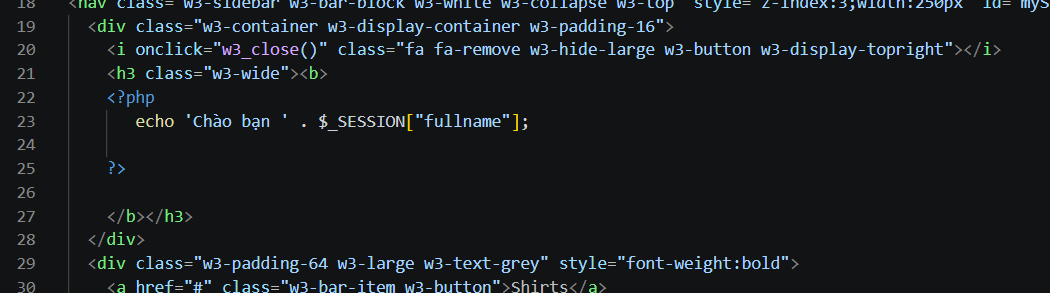 18 <nav class="w3-sidebar w3-bar-block w3-white w3-collapse w3-top" style="z-index:3;width:250px" id="myS
19 <div class="w3-container w3-display-container w3-padding-16">
20 <i onclick="w3_close()" class="fa fa-remove w3-hide-large w3-button w3-display-topright"></i>
21 <h3 class="w3-wide"><b>
22 <?php
23 echo 'Chào bạn ' . $_SESSION["fullname"];
24
25 ?>
26
27 </b></h3>
28 </div>
29 <div class="w3-padding-64 w3-large w3-text-grey" style="font-weight:bold">
30 <a href="#" class="w3-bar-item w3-button">Shirts</a>